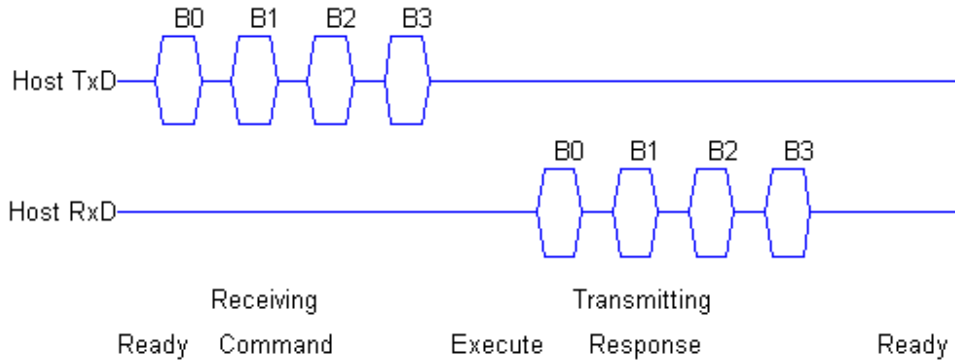 B0 B1 B2 B3
Host TxD
B0 B1 B2 B3
Host RxD
Receiving Transmitting
Ready Command Execute Response Ready